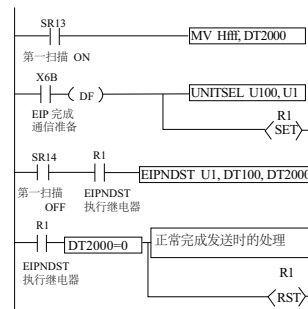 SR13
MV Hfff, DT2000
第一扫描 ON
X6B
DF
UNITSEL U100, U1
EIP 完成
通信准备
R1
SET
SR14 R1
EIPNDST U1, DT100, DT2000
第一扫描 EIPNDST
OFF 执行继电器
R1
DT2000=0
正常完成发送时的处理
EIPNDST
执行继电器
R1
RST